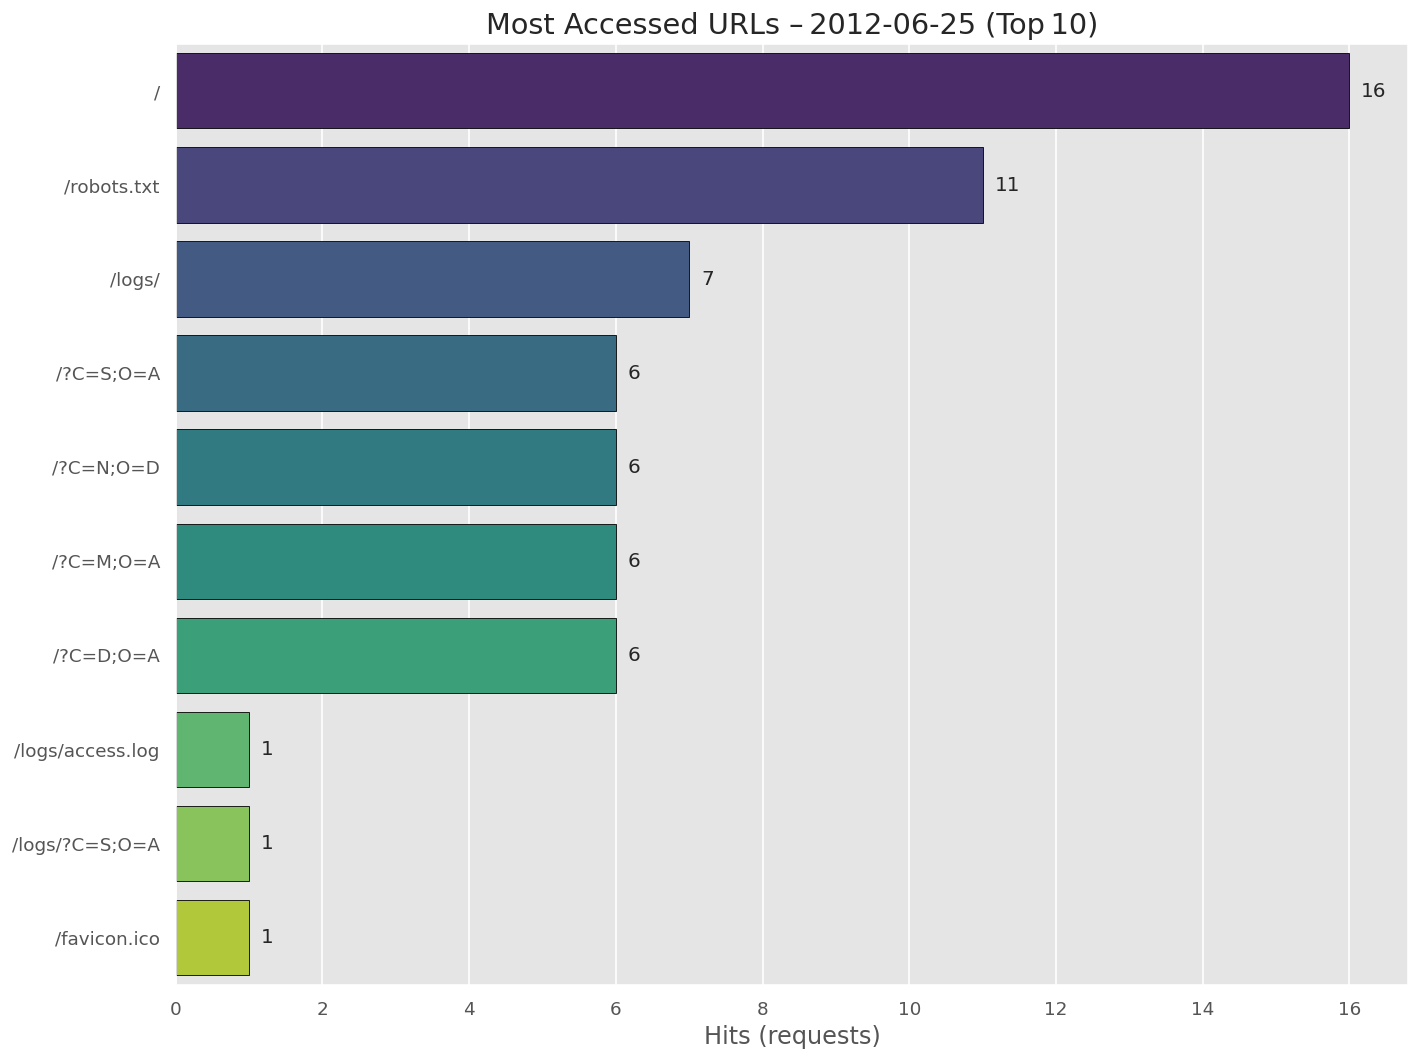 Most Accessed URLs – 2012-06-25 (Top 10)
/
16
/robots.txt
11
/logs/
7
/?C=S;O=A
6
/?C=N;O=D
6
/?C=M;O=A
6
/?C=D;O=A
6
/logs/access.log
1
/logs/?C=S;O=A
1
/favicon.ico
1
0 2 4 6 8 10 12 14 16
Hits (requests)